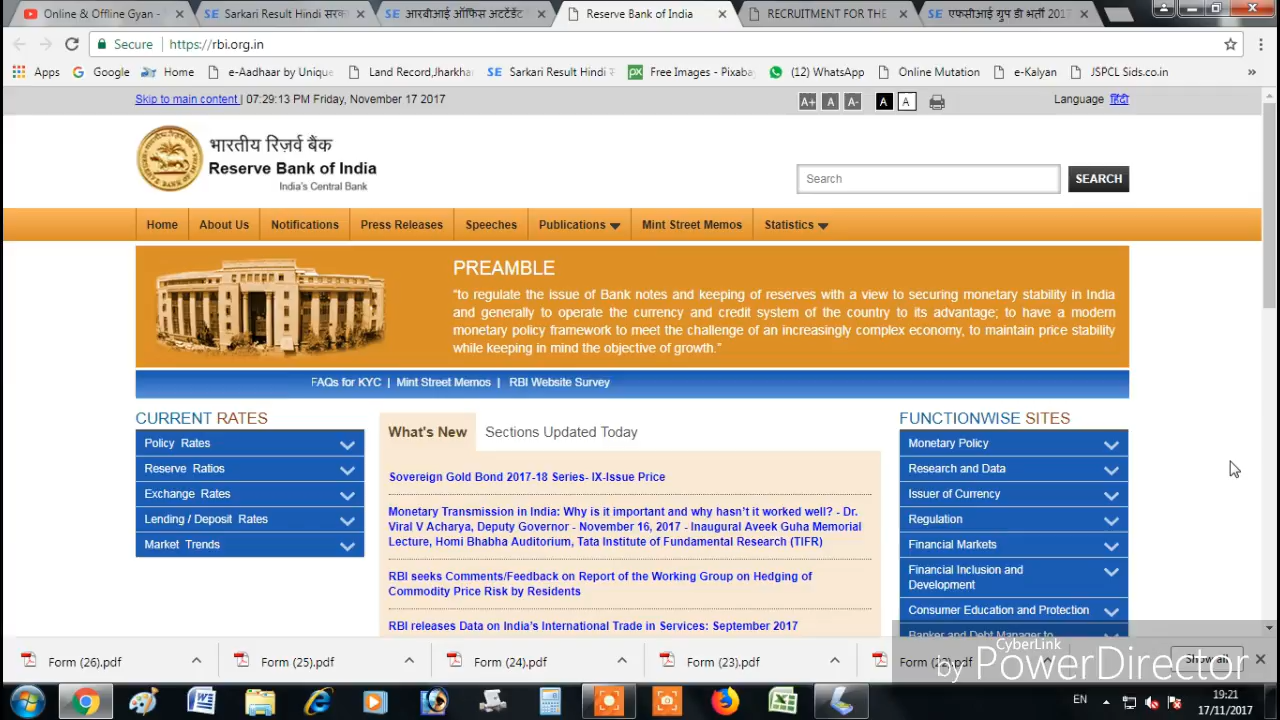 Online & Offline Gyan -
Sarkari Result Hindi सरक
आरबीआई ऑफिस अटेंडेंट
Reserve Bank of India
RECRUITMENT FOR THE
एफसीआई ग्रुप डी भर्ती 2017
Secure
https://rbi.org.in
Apps
Google
Home
e-Aadhaar by Unique
Land Record,Jharkha
Sarkari Result Hindi
Free Images - Pixaba
(12) WhatsApp
Online Mutation
e-Kalyan
JSPCL Sids.co.in
»
Skip to main content | 07:29:13 PM Friday, November 17 2017
A+ A A- A A
Language हिंदी
भारतीय रिज़र्व बैंक
Reserve Bank of India
India's Central Bank
Search
SEARCH
Home
About Us
Notifications
Press Releases
Speeches
Publications
Mint Street Memos
Statistics
PREAMBLE
"to regulate the issue of Bank notes and keeping of reserves with a view to securing monetary stability in India
and generally to operate the currency and credit system of the country to its advantage; to have a modern
monetary policy framework to meet the challenge of an increasingly complex economy, to maintain price stability
while keeping in mind the objective of growth."
FAQs for KYC | Mint Street Memos | RBI Website Survey
CURRENT RATES
Policy Rates
Reserve Ratios
Exchange Rates
Lending / Deposit Rates
Market Trends
What's New
Sections Updated Today
Sovereign Gold Bond 2017-18 Series- IX-Issue Price
Monetary Transmission in India: Why is it important and why hasn't it worked well? - Dr.
Viral V Acharya, Deputy Governor - November 16, 2017 - Inaugural Aveek Guha Memorial
Lecture, Homi Bhabha Auditorium, Tata Institute of Fundamental Research (TIFR)
RBI seeks Comments/Feedback on Report of the Working Group on Hedging of
Commodity Price Risk by Residents
RBI releases Data on India's International Trade in Services: September 2017
FUNCTIONWISE SITES
Monetary Policy
Research and Data
Issuer of Currency
Regulation
Financial Markets
Financial Inclusion and
Development
Consumer Education and Protection
Banker and Debt Manager to
Form (26).pdf
Form (25).pdf
Form (24).pdf
Form (23).pdf
Show all
CyberLink
by PowerDirector
EN
19:21
17/11/2017